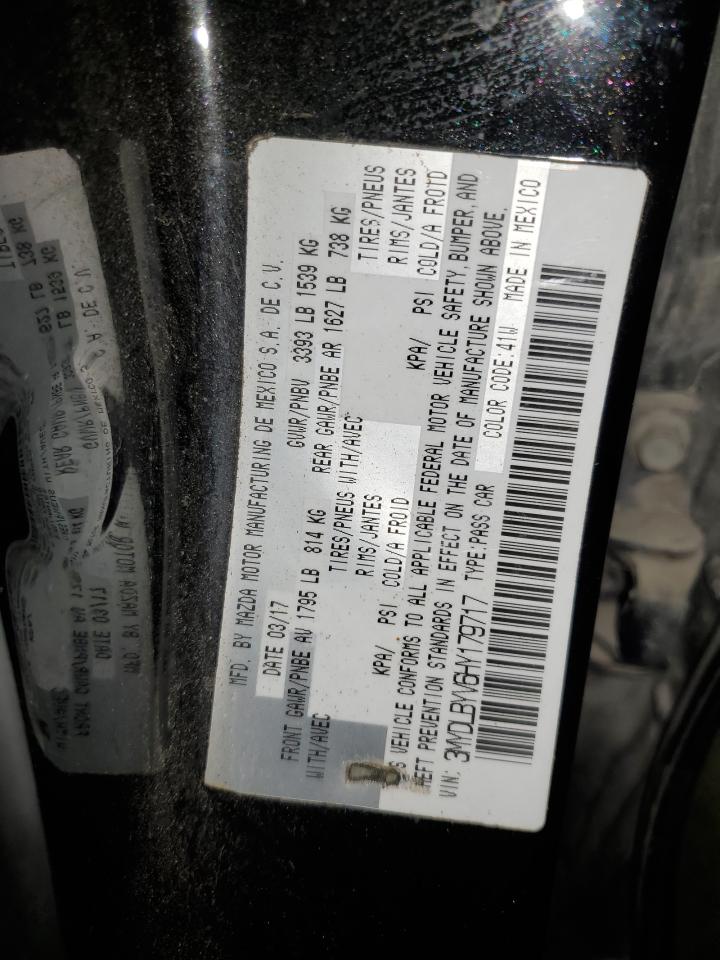 MFD. BY MAZDA MOTOR MANUFACTURING DE MEXICO S.A. DE C.V.
DATE 03/17 GVWR/PNBV 3393 LB 1539 KG
FRONT GAWR/PNBE AV 1795 LB 814 KG REAR GAWR/PNBE AR 1627 LB 738 KG
WITH/AVEC TIRES/PNEUS WITH/AVEC TIRES/PNEUS
RIMS/JANTES RIMS/JANTES
KPA/ PSI COLD/A FROID KPA/ PSI COLD/A FROID
S VEHICLE CONFORMS TO ALL APPLICABLE FEDERAL MOTOR VEHICLE SAFETY, BUMPER, AND
HEFT PREVENTION STANDARDS IN EFFECT ON THE DATE OF MANUFACTURE SHOWN ABOVE.
VIN: 3MYDLBYV6HY179717 TYPE:PASS CAR COLOR CODE:41W MADE IN MEXICO